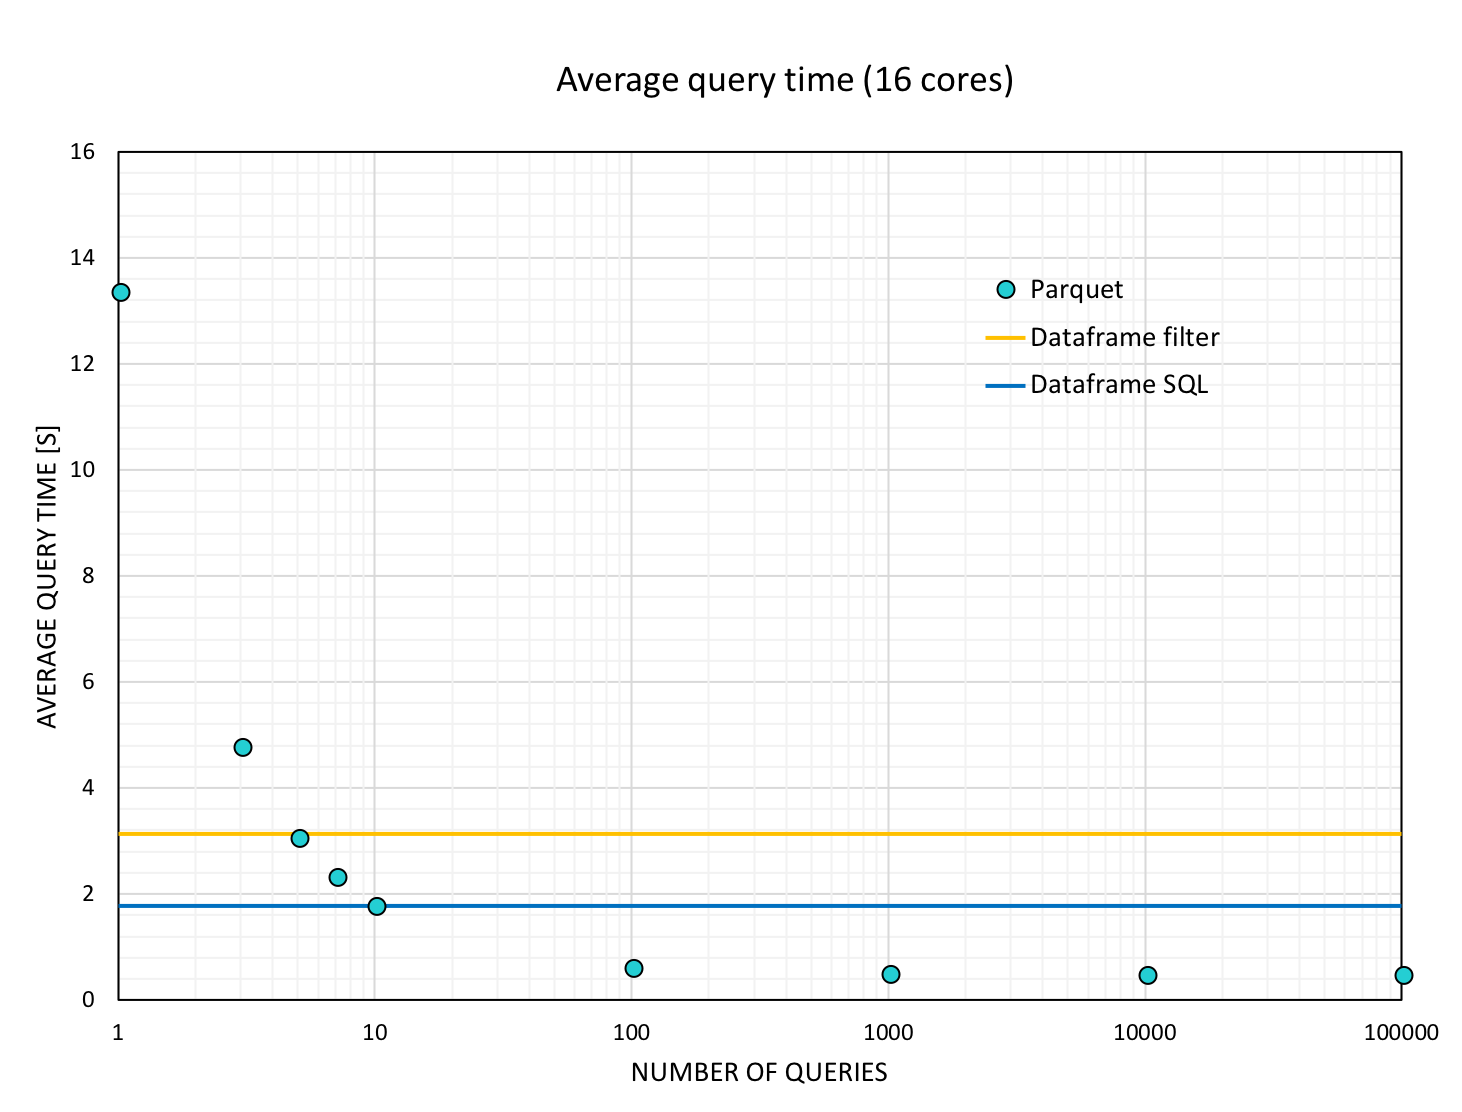 Average query time (16 cores)
16
14
12
10
8
6
4
2
0
AVERAGE QUERY TIME [S]
Parquet
Dataframe filter
Dataframe SQL
1 10 100 1000 10000 100000
NUMBER OF QUERIES